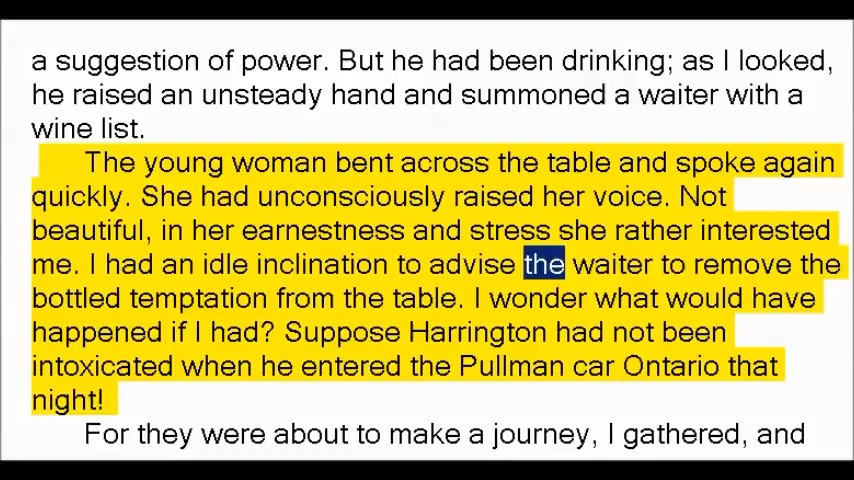 a suggestion of power. But he had been drinking; as I looked,
he raised an unsteady hand and summoned a waiter with a
wine list.
The young woman bent across the table and spoke again
quickly. She had unconsciously raised her voice. Not
beautiful, in her earnestness and stress she rather interested
me. I had an idle inclination to advise the waiter to remove the
bottled temptation from the table. I wonder what would have
happened if I had? Suppose Harrington had not been
intoxicated when he entered the Pullman car Ontario that
night!
For they were about to make a journey, I gathered, and